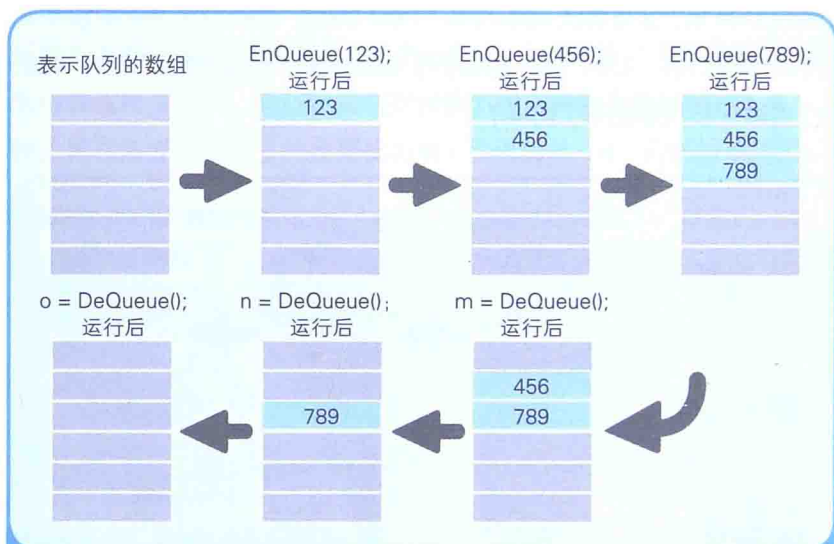 表示队列的数组
EnQueue(123);
运行后
123
EnQueue(456);
运行后
123
456
EnQueue(789);
运行后
123
456
789
m = DeQueue();
运行后
456
789
n = DeQueue();
运行后
789
o = DeQueue();
运行后